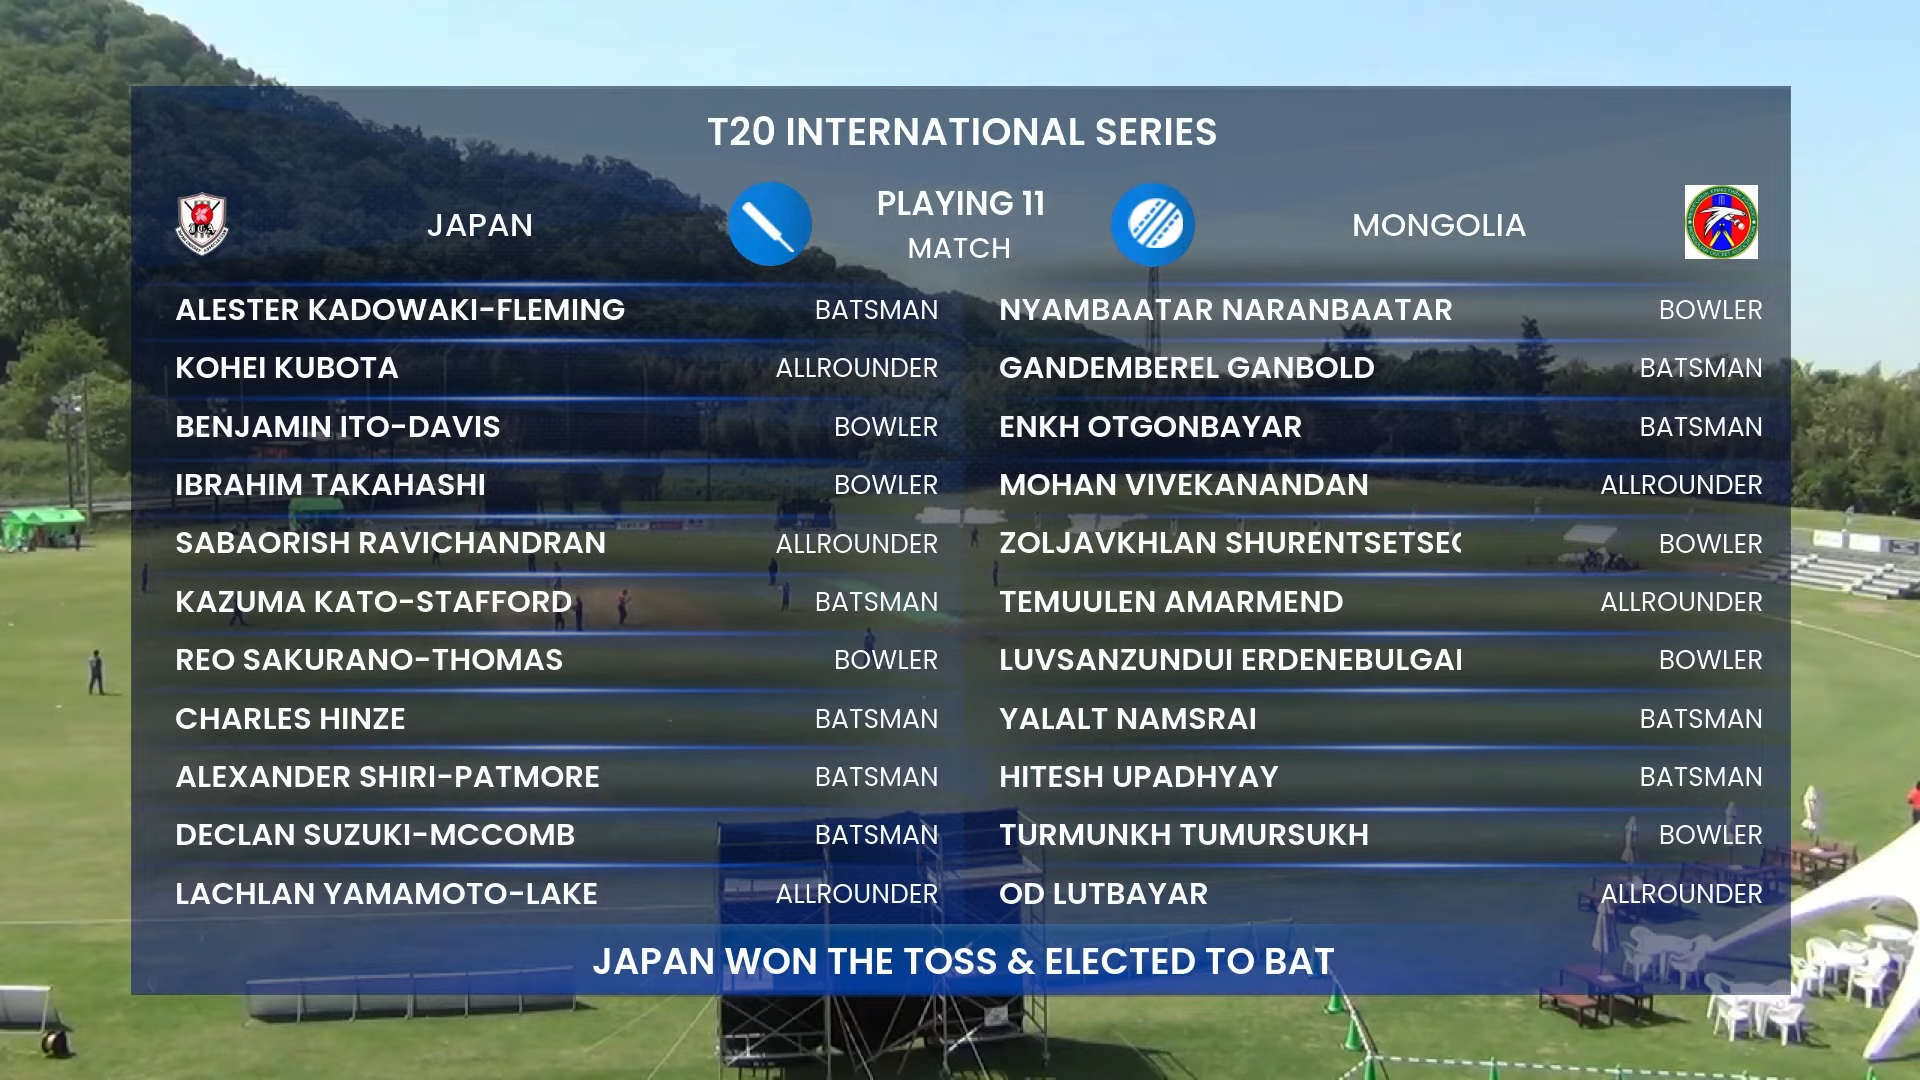 T20 INTERNATIONAL SERIES
JAPAN
PLAYING 11
MATCH
MONGOLIA
ALESTER KADOWAKI-FLEMING BATSMAN
NYAMBAATAR NARANBAATAR BOWLER
KOHEI KUBOTA ALLROUNDER
GANDEMBEREL GANBOLD BATSMAN
BENJAMIN ITO-DAVIS BOWLER
ENKH OTGONBAYAR BATSMAN
IBRAHIM TAKAHASHI BOWLER
MOHAN VIVEKANANDAN ALLROUNDER
SABAORISH RAVICHANDRAN ALLROUNDER
ZOLJAVKHLAN BOWLER
KAZUMA KATO-STAFFORD BATSMAN
TEMUULEN AMARMEND ALLROUNDER
REO SAKURANO-THOMAS BOWLER
LUVSANZUNDUI BOWLER
CHARLES HINZE BATSMAN
YALALT NAMSRAI BATSMAN
ALEXANDER SHIRI-PATMORE BATSMAN
HITESH UPADHYAY BATSMAN
DECLAN SUZUKI-MCCOMB BATSMAN
TURMUNKH TUMURSUKH BOWLER
LACHLAN YAMAMOTO-LAKE ALLROUNDER
OD LUTBAYAR ALLROUNDER
JAPAN WON THE TOSS & ELECTED TO BAT